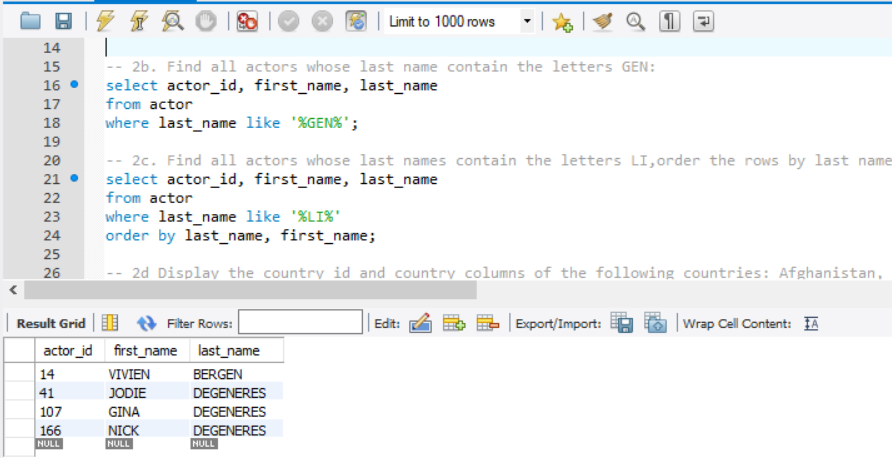 Limit to 1000 rows
14
15 -- 2b. Find all actors whose last name contain the letters GEN:
16 select actor_id, first_name, last_name
17 from actor
18 where last_name like '%GEN%';
19
20 -- 2c. Find all actors whose last names contain the letters LI,order the rows by last name
21 select actor_id, first_name, last_name
22 from actor
23 where last_name like '%LI%'
24 order by last_name, first_name;
25
26 -- 2d Display the country id and country columns of the following countries: Afghanistan,
Result Grid Filter Rows: Edit: Export/Import: Wrap Cell Content: IA
actor_id first_name last_name
14 VIVIEN BERGEN
41 JODIE DEGENERES
107 GINA DEGENERES
166 NICK DEGENERES
NULL NULL NULL